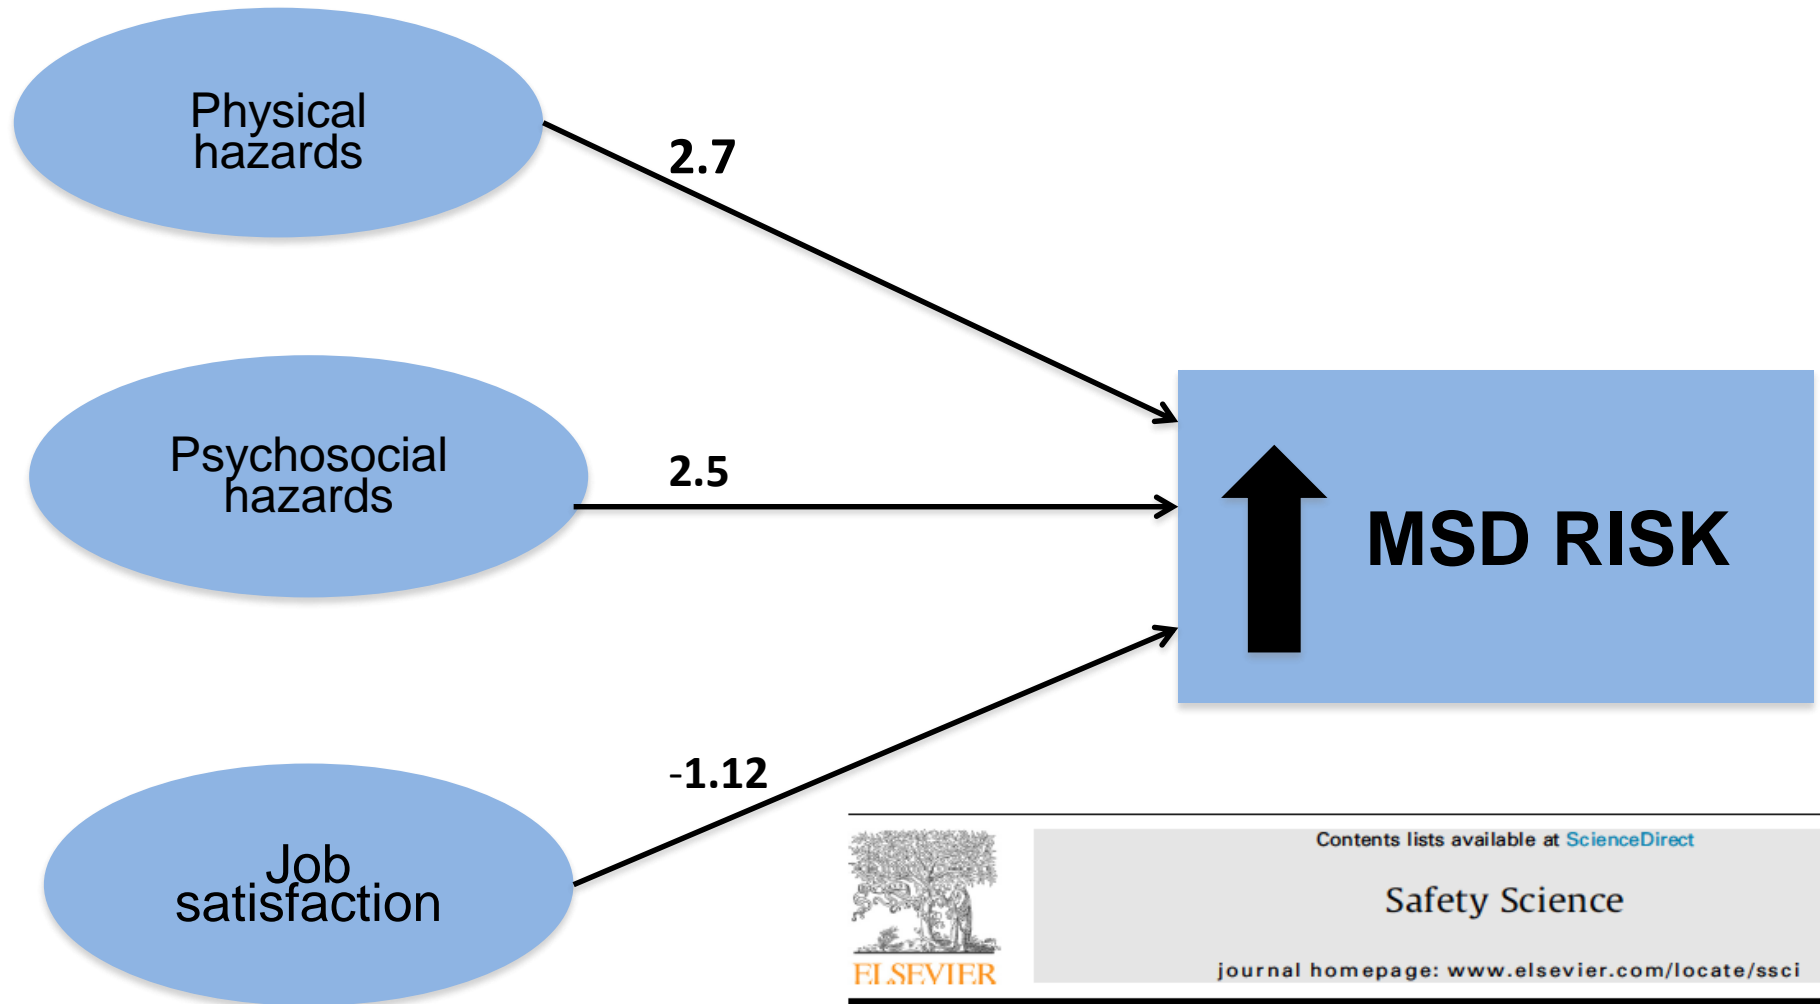 Physical
hazards
2.7
Psychosocial
hazards
2.5
MSD RISK
-1.12
Job
satisfaction
Contents lists available at ScienceDirect
Safety Science
ELSEVIER
journal homepage: www.elsevier.com/locate/ssci